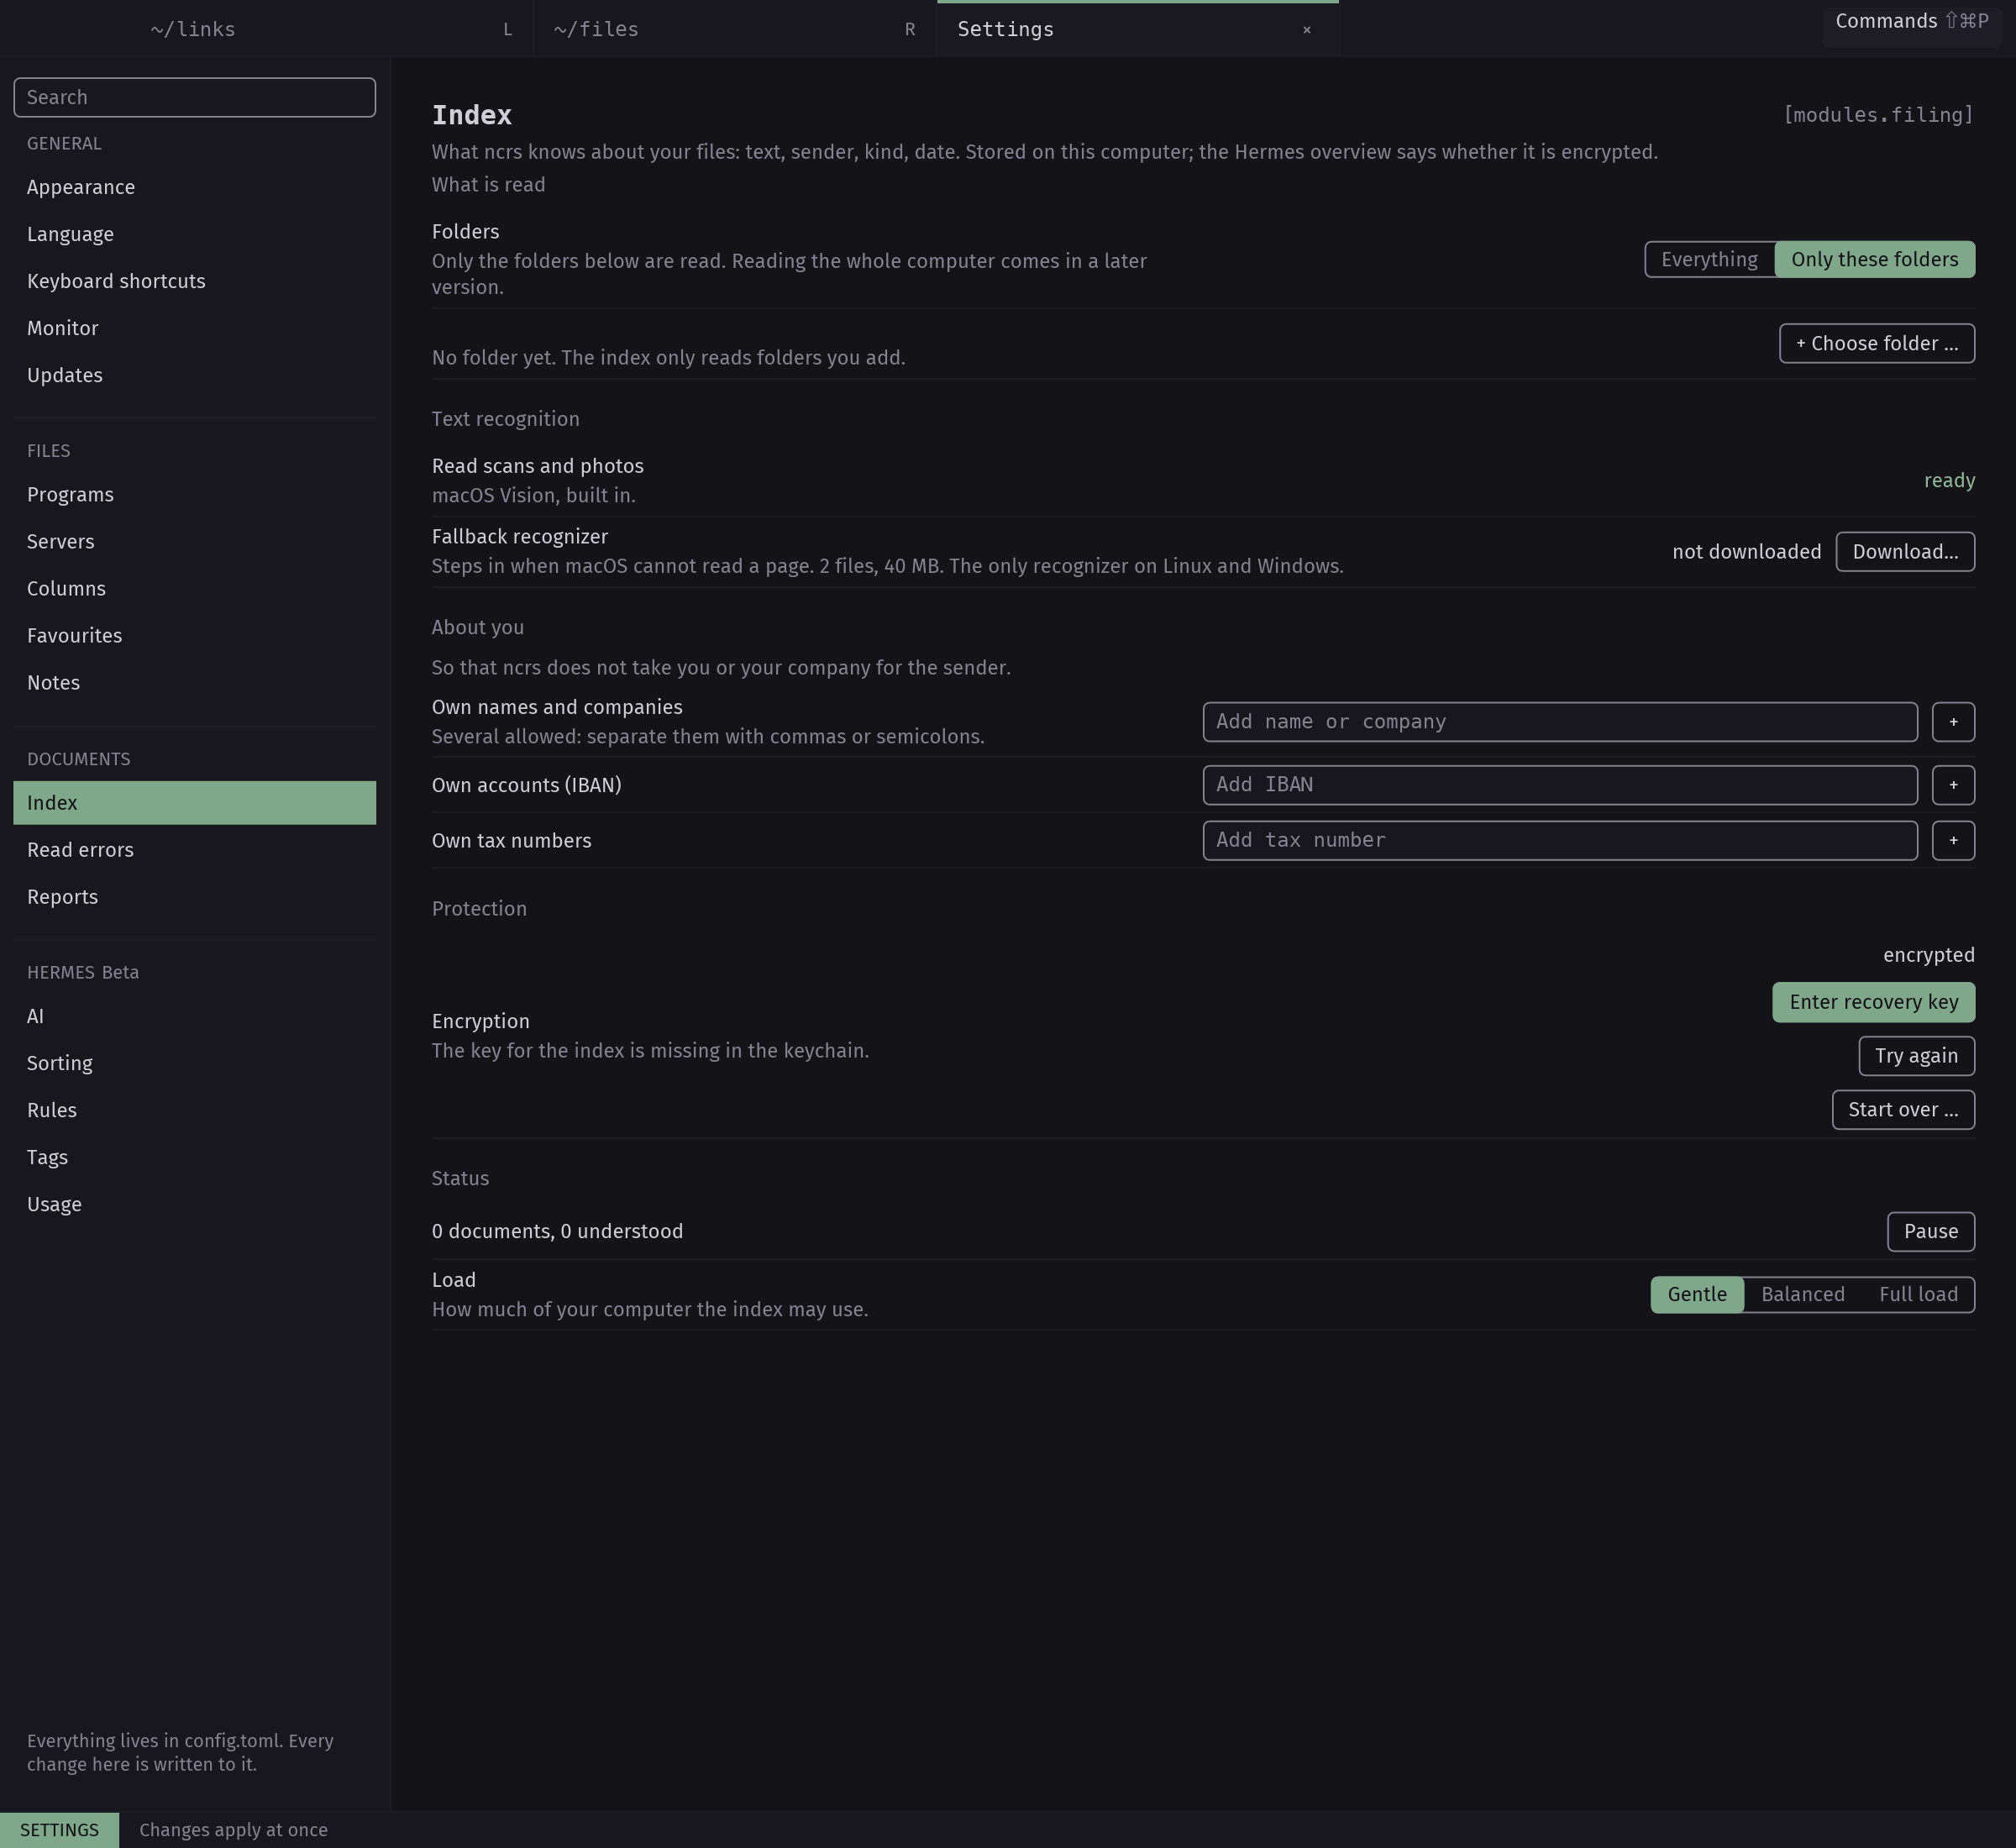 ~/links L ~/files R Settings × Commands ⇧⌘P
Search
GENERAL
Appearance
Language
Keyboard shortcuts
Monitor
Updates
FILES
Programs
Servers
Columns
Favourites
Notes
DOCUMENTS
Index
Read errors
Reports
HERMES Beta
AI
Sorting
Rules
Tags
Usage
Everything lives in config.toml. Every
change here is written to it.
Index [modules.filing]
What ncrs knows about your files: text, sender, kind, date. Stored on this computer; the Hermes overview says whether it is encrypted.
What is read
Folders
Only the folders below are read. Reading the whole computer comes in a later
version.
Everything Only these folders
No folder yet. The index only reads folders you add.
+ Choose folder ...
Text recognition
Read scans and photos
macOS Vision, built in.
ready
Fallback recognizer
Steps in when macOS cannot read a page. 2 files, 40 MB. The only recognizer on Linux and Windows.
not downloaded Download...
About you
So that ncrs does not take you or your company for the sender.
Own names and companies
Several allowed: separate them with commas or semicolons.
Add name or company +
Own accounts (IBAN) Add IBAN +
Own tax numbers Add tax number +
Protection
encrypted
Enter recovery key
Encryption
The key for the index is missing in the keychain.
Try again
Start over ...
Status
0 documents, 0 understood Pause
Load
How much of your computer the index may use.
Gentle Balanced Full load
SETTINGS Changes apply at once